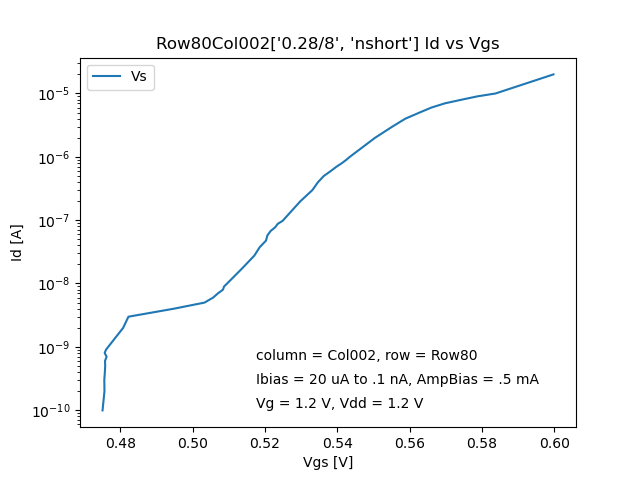 Row80Col002['0.28/8', 'nshort'] Id vs Vgs
Vs
Id [A]
10⁻⁵
10⁻⁶
10⁻⁷
10⁻⁸
10⁻⁹
10⁻¹⁰
column = Col002, row = Row80
Ibias = 20 uA to .1 nA, AmpBias = .5 mA
Vg = 1.2 V, Vdd = 1.2 V
0.48 0.50 0.52 0.54 0.56 0.58 0.60
Vgs [V]